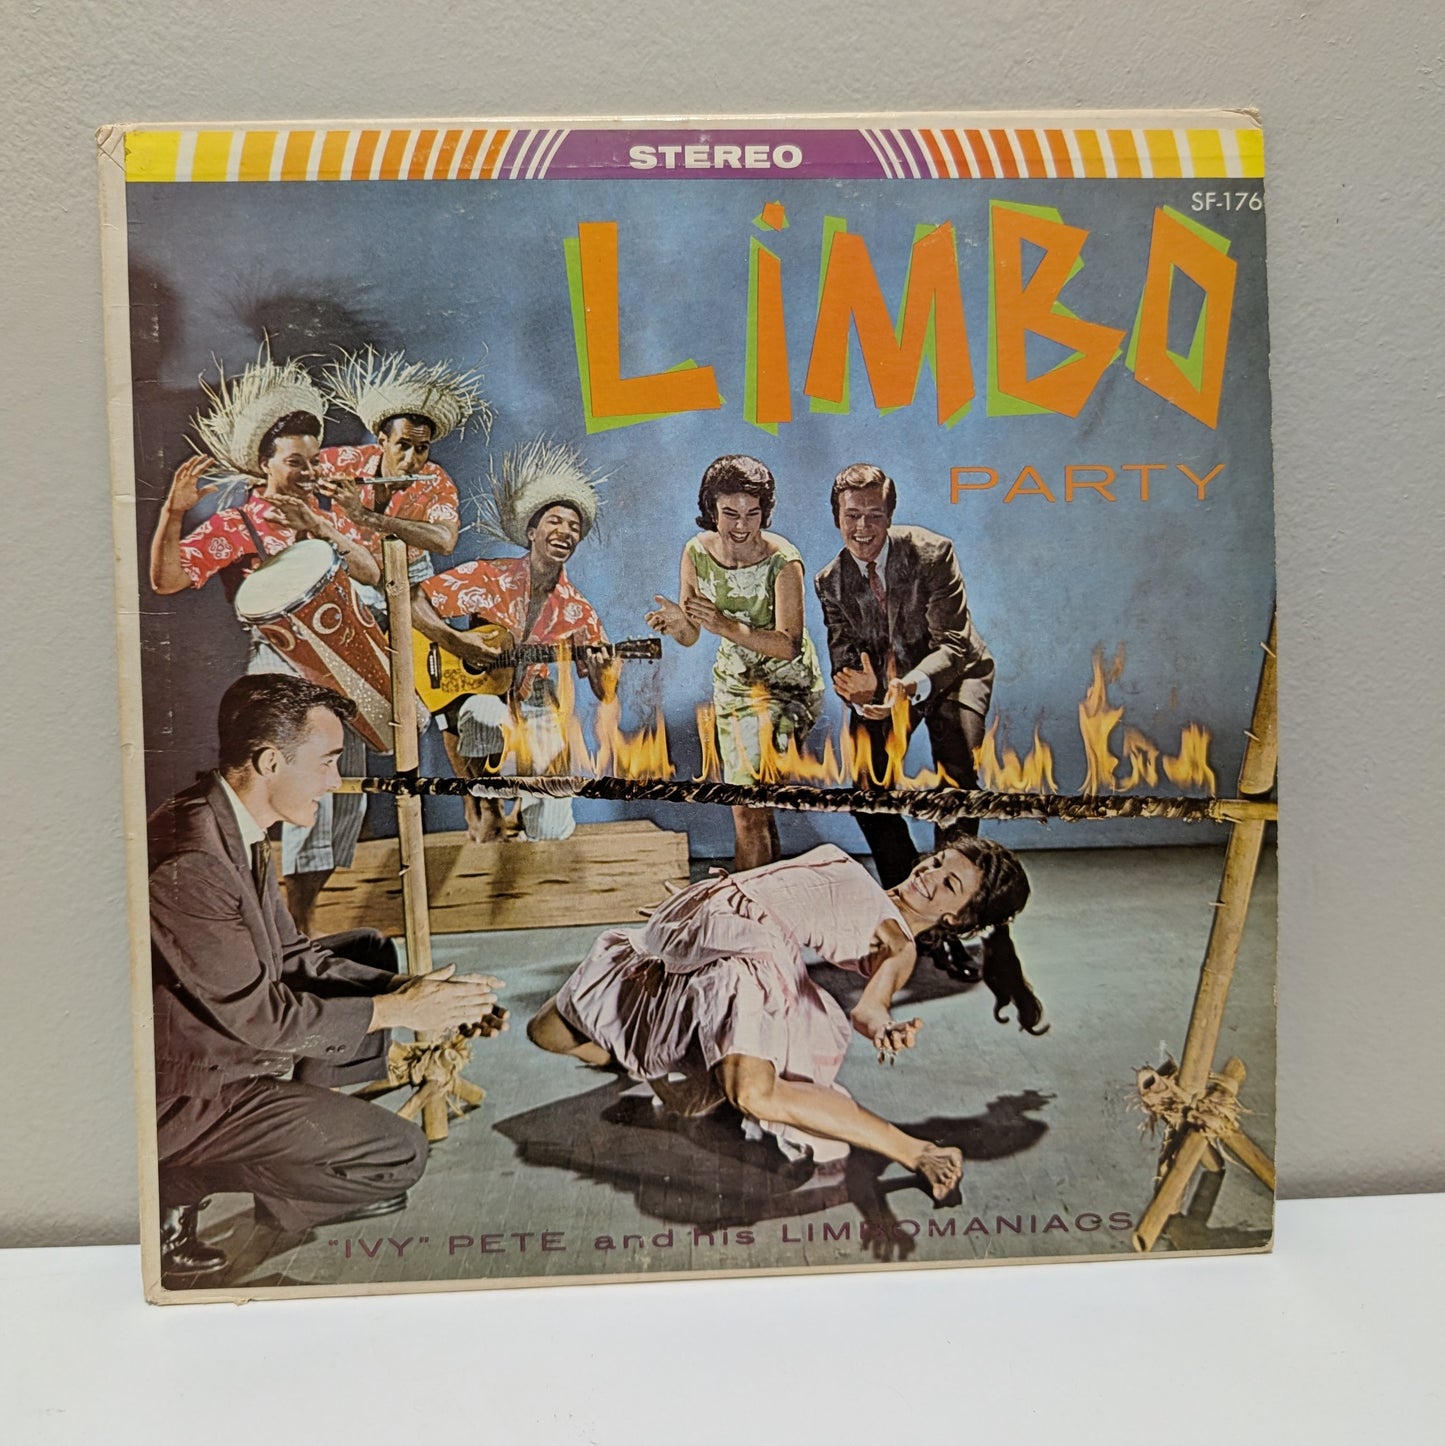 STEREO
SF-176
LiMBO
PARTY
"IVY" PETE and his LIMBOMANIACS